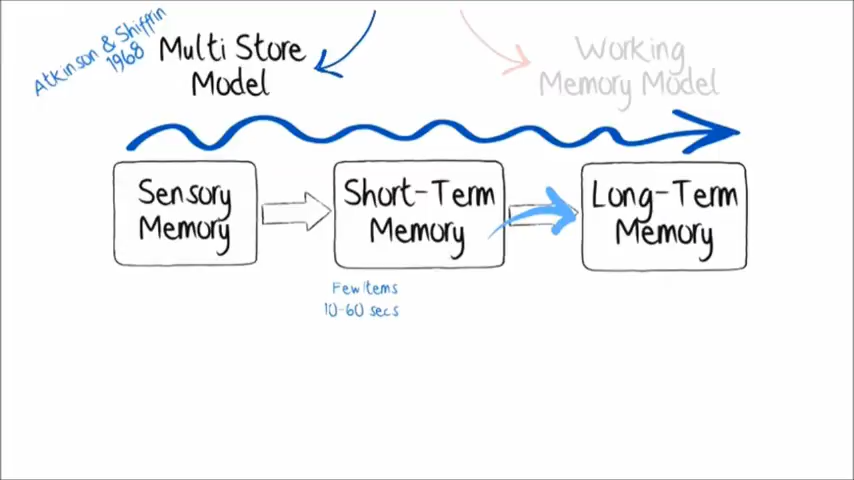 Atkinson & Shiffrin
1968
Multi Store
Model
Working
Memory Model
Sensory
Memory
Short-Term
Memory
Long-Term
Memory
Few Items
10-60 secs